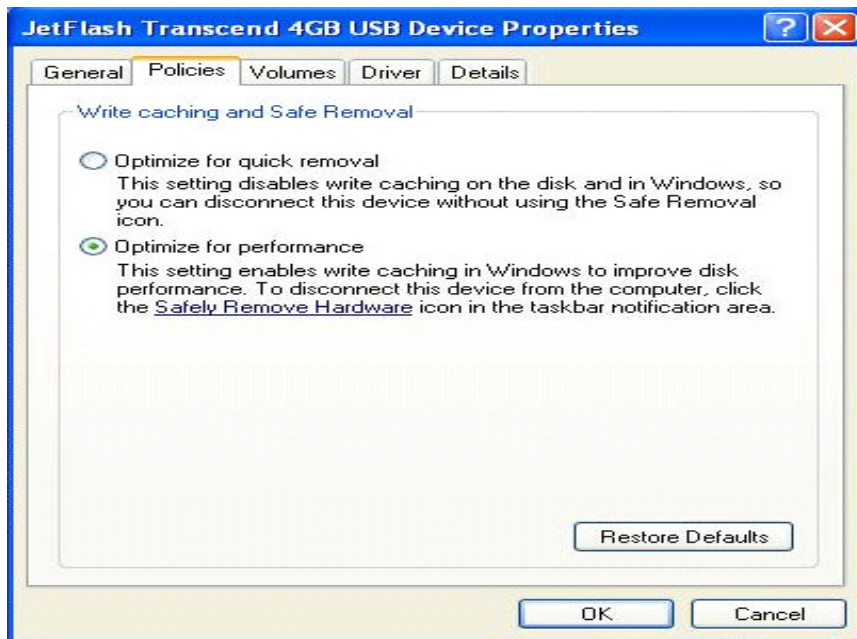 JetFlash Transcend 4GB USB Device Properties
General Policies Volumes Driver Details
Write caching and Safe Removal
Optimize for quick removal
This setting disables write caching on the disk and in Windows, so
you can disconnect this device without using the Safe Removal
icon.
Optimize for performance
This setting enables write caching in Windows to improve disk
performance. To disconnect this device from the computer, click
the Safely Remove Hardware icon in the taskbar notification area.
Restore Defaults
OK Cancel